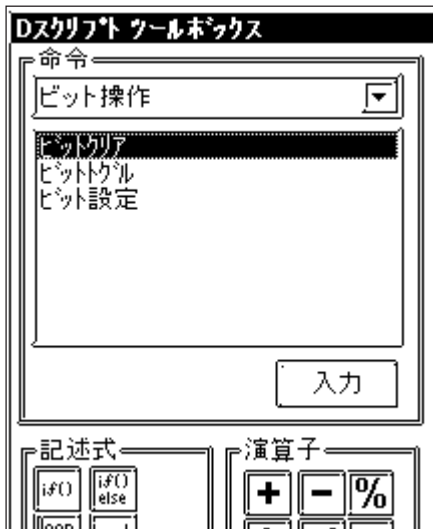 Dｽｸﾘﾌﾟﾄ ﾂｰﾙﾎﾞｯｸｽ
命令
ビット操作
ﾋﾞｯﾄｸﾘｱ
ﾋﾞｯﾄﾄｸﾞﾙ
ﾋﾞｯﾄ設定
入力
記述式
演算子
if()
if()
else
+
-
%
loop